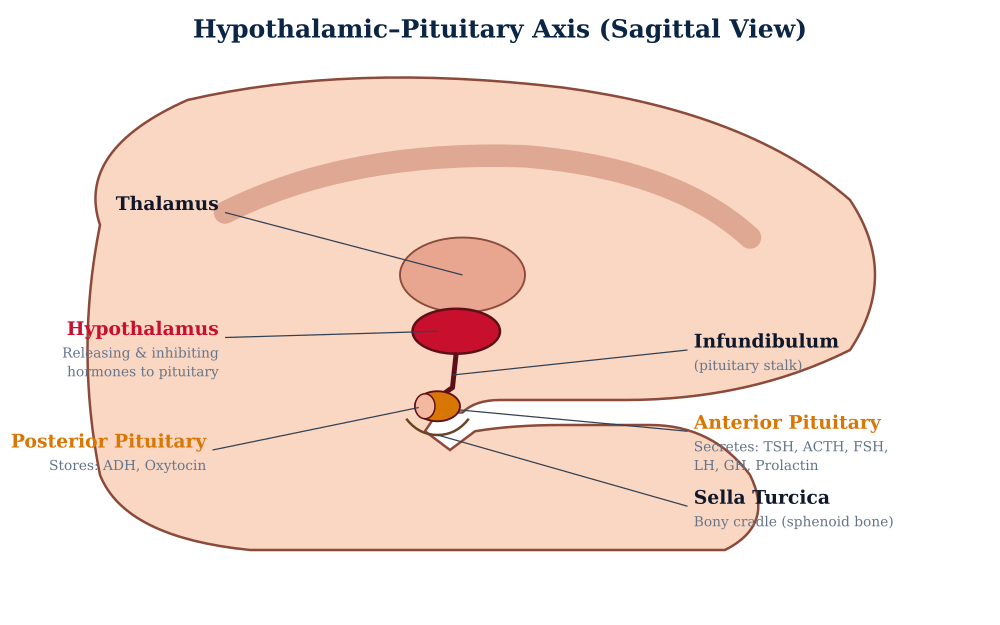 Hypothalamic–Pituitary Axis (Sagittal View)
Thalamus
Hypothalamus
Releasing & inhibiting
hormones to pituitary
Posterior Pituitary
Stores: ADH, Oxytocin
Infundibulum
(pituitary stalk)
Anterior Pituitary
Secretes: TSH, ACTH, FSH,
LH, GH, Prolactin
Sella Turcica
Bony cradle (sphenoid bone)